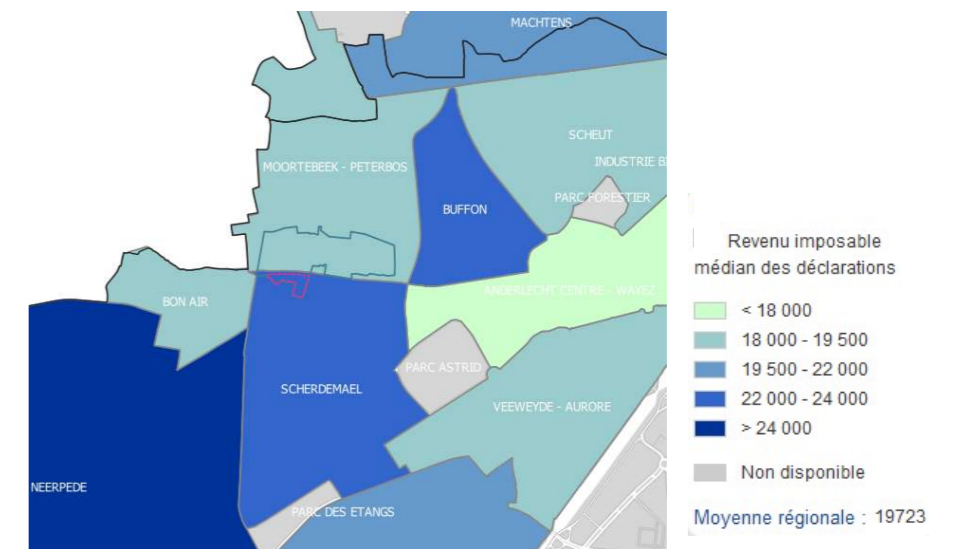 MACHTENS
SCHEUT
MOORTEBEEK - PETERBOS
INDUSTRIE BI
PARC FORESTIER
BUFFON
BON AIR
ANDERLECHT CENTRE - WAYEZ
PARC ASTRID
SCHERDEMAEL
VEEWEYDE - AURORE
NEERPEDE
PARC DES ETANGS
Revenu imposable
médian des déclarations
< 18 000
18 000 - 19 500
19 500 - 22 000
22 000 - 24 000
> 24 000
Non disponible
Moyenne régionale : 19723